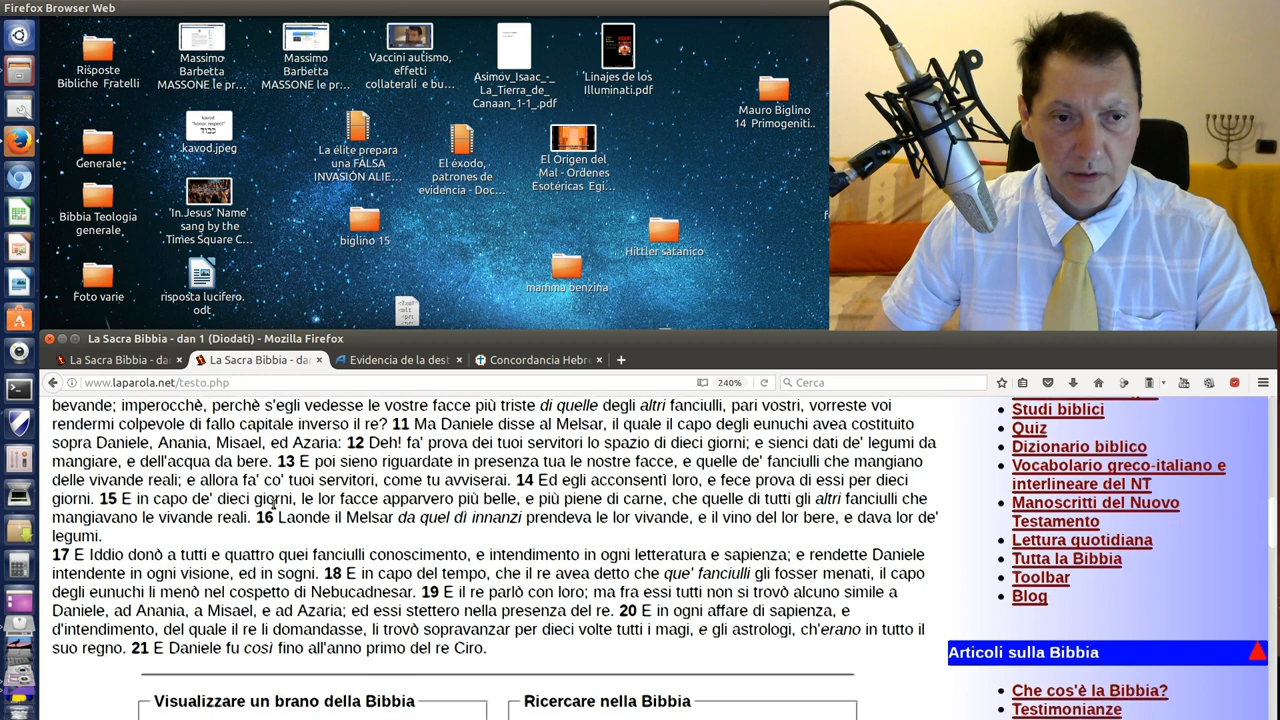 Firefox Browser Web
Risposte
Bibliche Fratelli
Massimo
Barbetta
MASSONE le pr...
Massimo
Barbetta
MASSONE le pr...
Vaccini autismo,
effetti
collaterali e bu...
Asimov_Isaac_-_
La_Tierra_de_
Canaan_1-1_.pdf
Linajes de los
Illuminati.pdf
Mauro Biglino
14 Primogeniti..
kavod
"honor, respect"
כבוד
kavod.jpeg
Generale
La élite prepara
una FALSA
INVASIÓN ALIE...
El éxodo,
patrones de
evidencia - Doc...
El Origen del
Mal - Ordenes
Esotéricas Egi...
Bibbia Teologia
generale
'In Jesus' Name'
sang by the
Times Square C...
biglino 15
Hittler satanico
Foto varie
risposta lucifero.
odt
mamma benzina
La Sacra Bibbia - dan 1 (Diodati) - Mozilla Firefox
La Sacra Bibbia - da
La Sacra Bibbia - da
Evidencia de la dest
Concordancia Hebre
www.laparola.net/testo.php
240%
Cerca
bevande; imperocchè, perchè s'egli vedesse le vostre facce più triste di quelle degli altri fanciulli, pari vostri, vorreste voi
rendermi colpevole di fallo capitale inverso il re? 11 Ma Daniele disse al Melsar, il quale il capo degli eunuchi avea costituito
sopra Daniele, Anania, Misael, ed Azaria: 12 Deh! fa' prova dei tuoi servitori lo spazio di dieci giorni; e sienci dati de' legumi da
mangiare, e dell'acqua da bere. 13 E poi sieno riguardate in presenza tua le nostre facce, e quelle de' fanciulli che mangiano
delle vivande reali; e allora fa' co' tuoi servitori, come tu avviserai. 14 Ed egli acconsentì loro, e fece prova di essi per dieci
giorni. 15 E in capo de' dieci giorni, le lor facce apparvero più belle, e più piene di carne, che quelle di tutti gli altri fanciulli che
mangiavano le vivande reali. 16 Laonde il Melsar da quel dì innanzi prendeva le lor vivande, e il vino del lor bere, e dava lor de'
legumi.
17 E Iddio donò a tutti e quattro quei fanciulli conoscimento, e intendimento in ogni letteratura e sapienza; e rendette Daniele
intendente in ogni visione, ed in sogni. 18 E in capo del tempo, che il re avea detto che que' fanciulli gli fosser menati, il capo
degli eunuchi li menò nel cospetto di Nebucadnesar. 19 E il re parlò con loro; ma fra essi tutti non si trovò alcuno simile a
Daniele, ad Anania, a Misael, e ad Azaria; ed essi stettero nella presenza del re. 20 E in ogni affare di sapienza, e
d'intendimento, del quale il re li domandasse, li trovò sopravanzar per dieci volte tutti i magi, e gli astrologi, ch'erano in tutto il
suo regno. 21 E Daniele fu così fino all'anno primo del re Ciro.
Visualizzare un brano della Bibbia
Ricercare nella Bibbia
Studi biblici
Quiz
Dizionario biblico
Vocabolario greco-italiano e
interlineare del NT
Manoscritti del Nuovo
Testamento
Lettura quotidiana
Tutta la Bibbia
Toolbar
Blog
Articoli sulla Bibbia
Che cos'è la Bibbia?
Testimonianze